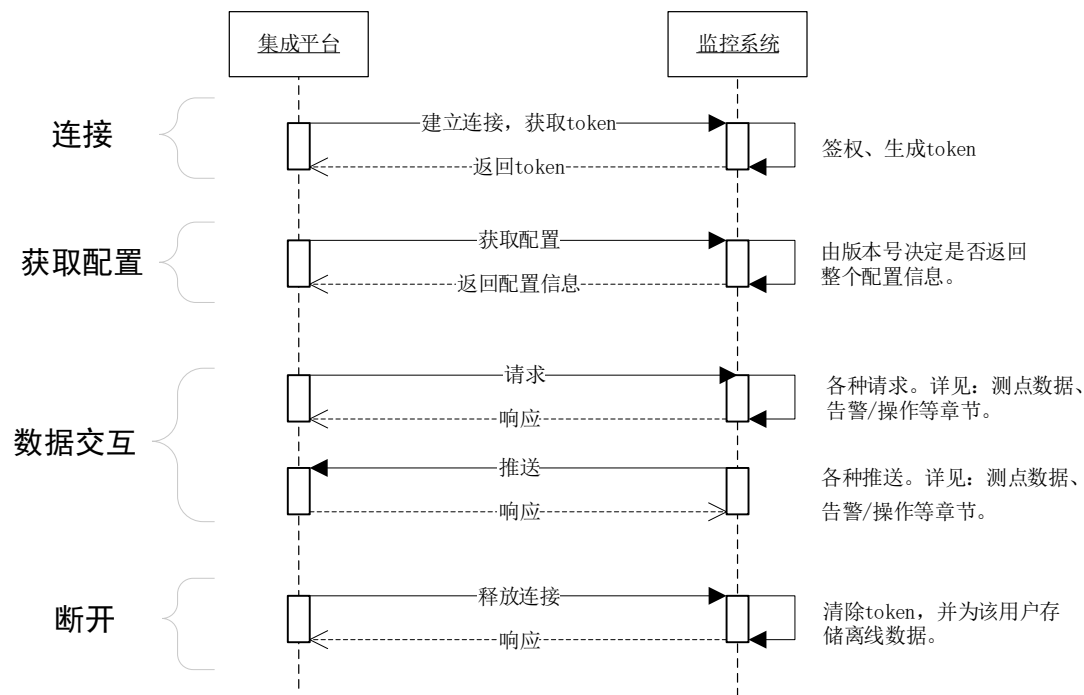 集成平台
监控系统
连接
建立连接，获取token
返回token
签权、生成token
获取配置
获取配置
返回配置信息
由版本号决定是否返回
整个配置信息。
数据交互
请求
响应
各种请求。详见：测点数据、
告警/操作等章节。
推送
响应
各种推送。详见：测点数据、
告警/操作等章节。
断开
释放连接
响应
清除token，并为该用户存
储离线数据。